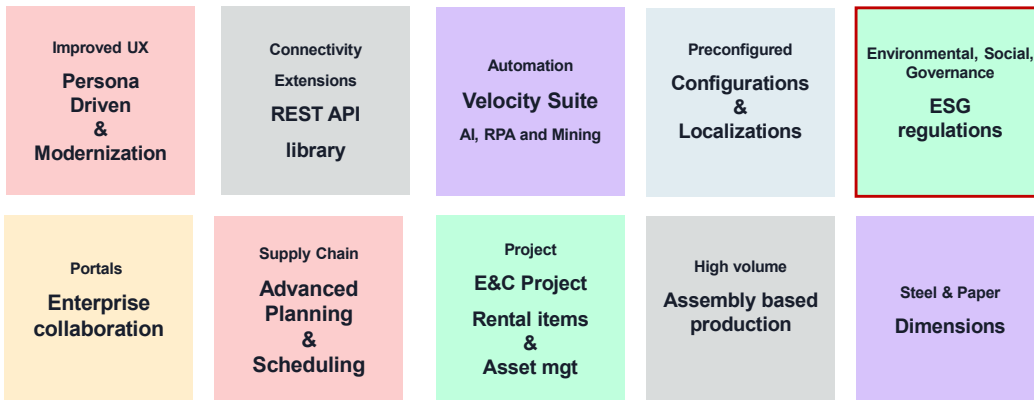 Improved UX
Persona
Driven
&
Modernization
Connectivity
Extensions
REST API
library
Automation
Velocity Suite
AI, RPA and Mining
Preconfigured
Configurations
&
Localizations
Environmental, Social,
Governance
ESG
regulations
Portals
Enterprise
collaboration
Supply Chain
Advanced
Planning
&
Scheduling
Project
E&C Project
Rental items
&
Asset mgt
High volume
Assembly based
production
Steel & Paper
Dimensions